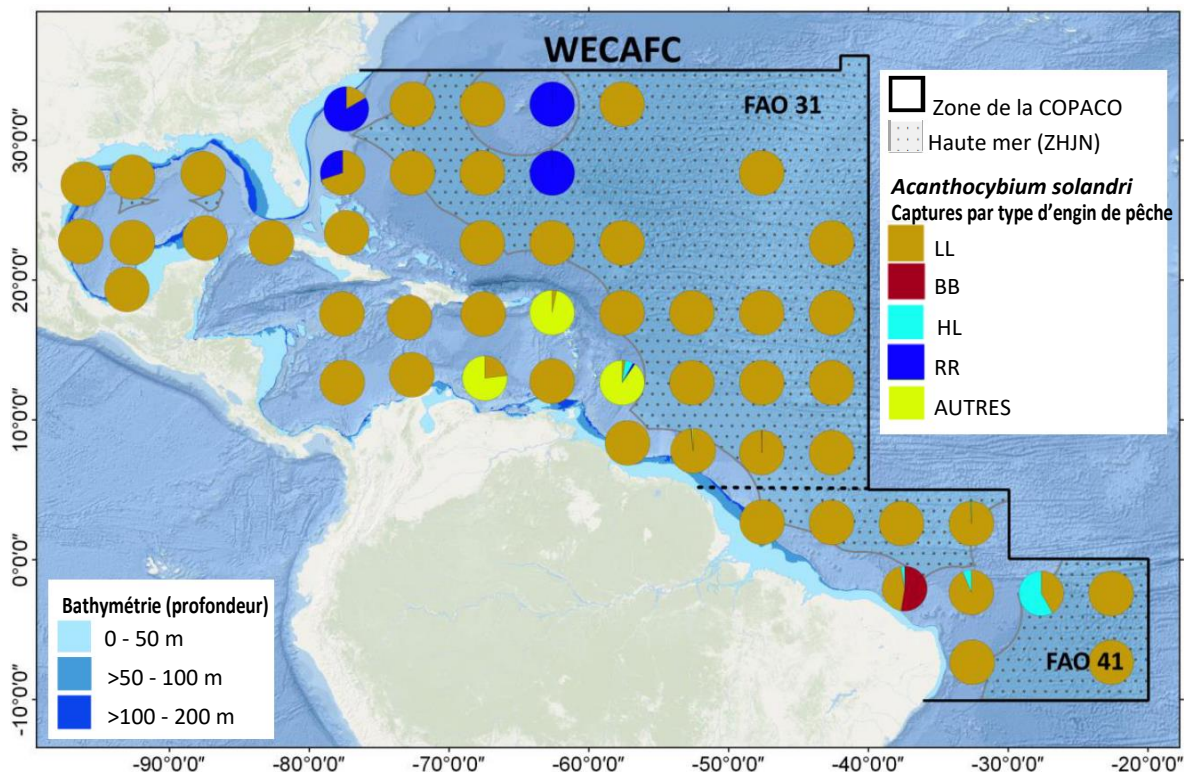 WECAFC
FAO 31
Zone de la COPACO
Haute mer (ZHJN)
Acanthocybium solandri
Captures par type d’engin de pêche
LL
BB
HL
RR
AUTRES
30°0'0"
20°0'0"
10°0'0"
0°0'0"
-10°0'0"
Bathymétrie (profondeur)
0 - 50 m
>50 - 100 m
>100 - 200 m
FAO 41
-90°0'0" -80°0'0" -70°0'0" -60°0'0" -50°0'0" -40°0'0" -30°0'0" -20°0'0"